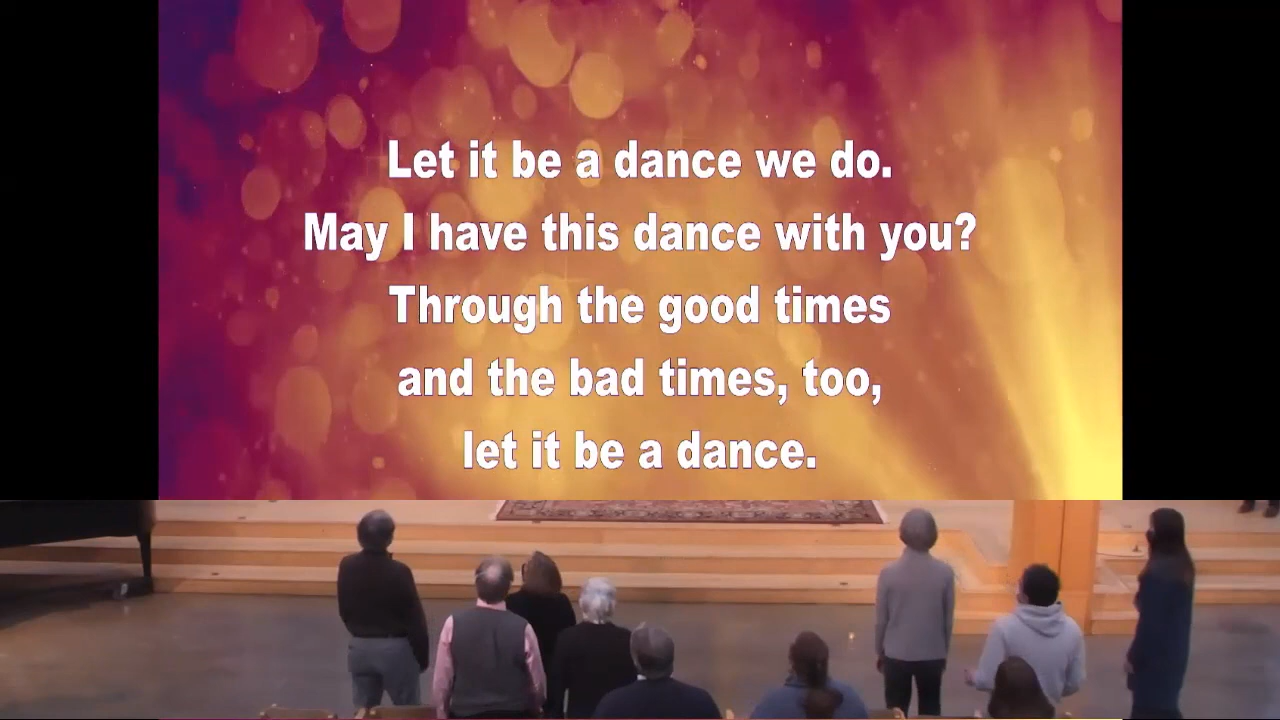 Let it be a dance we do.
May I have this dance with you?
Through the good times
and the bad times, too,
let it be a dance.